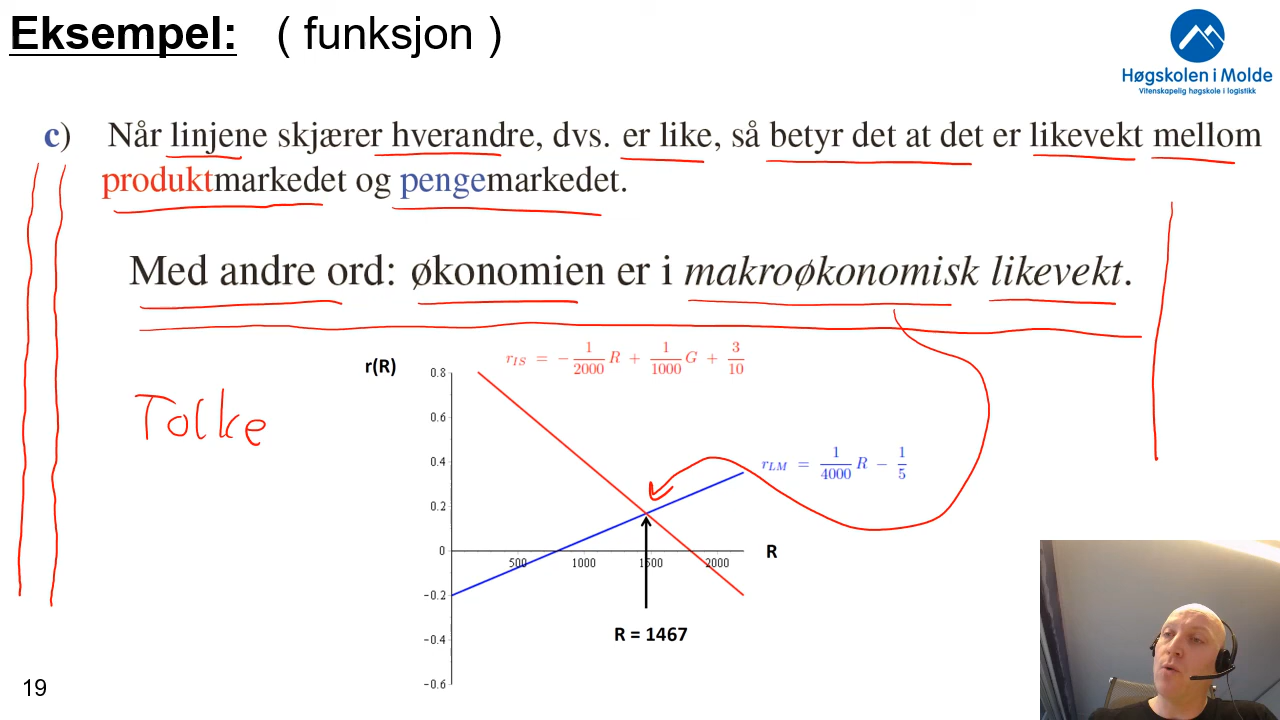 Eksempel: ( funksjon )
Høgskolen i Molde
Vitenskapelig høgskole i logistikk
c) Når linjene skjærer hverandre, dvs. er like, så betyr det at det er likevekt mellom
produktmarkedet og pengemarkedet.
Med andre ord: økonomien er i makroøkonomisk likevekt.
r_IS = - 1/2000 R + 1/1000 G + 3/10
r(R)
0.8
0.6
0.4
0.2
0
-0.2
-0.4
-0.6
Tolke
r_LM = 1/4000 R - 1/5
R
500 1000 1500 2000
R = 1467
19